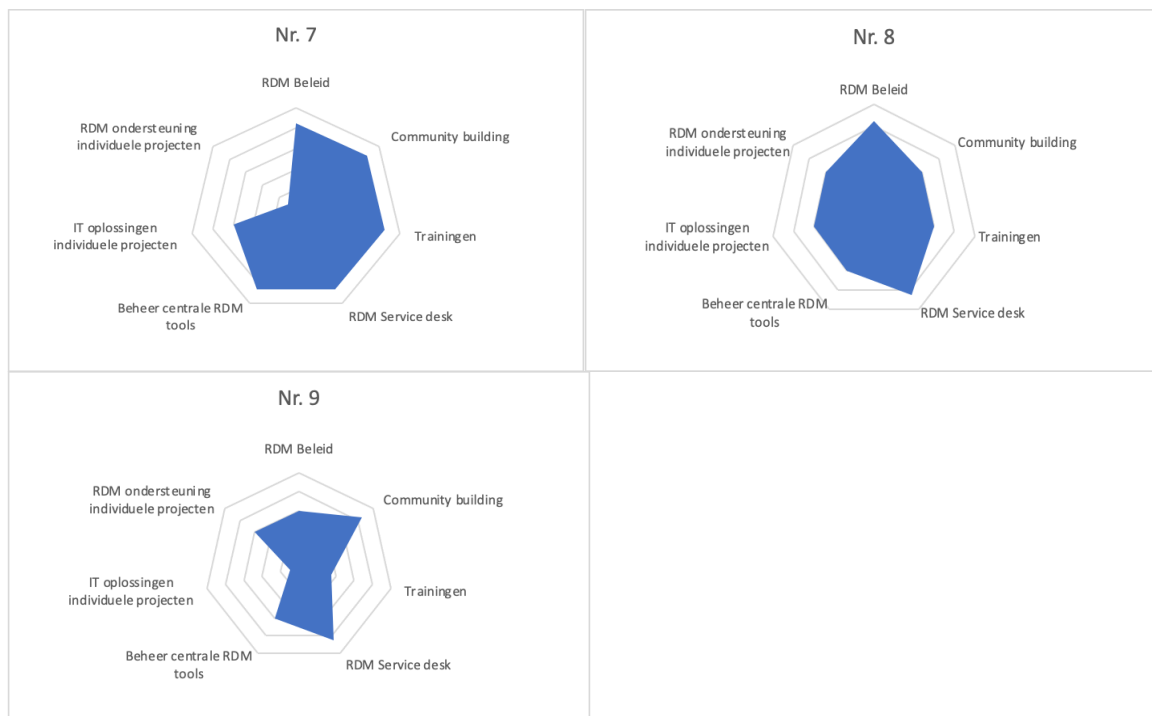 Nr. 7
RDM Beleid
RDM ondersteuning
individuele projecten
Community building
IT oplossingen
individuele projecten
Trainingen
Beheer centrale RDM
tools
RDM Service desk
Nr. 8
RDM Beleid
RDM ondersteuning
individuele projecten
Community building
IT oplossingen
individuele projecten
Trainingen
Beheer centrale RDM
tools
RDM Service desk
Nr. 9
RDM Beleid
RDM ondersteuning
individuele projecten
Community building
IT oplossingen
individuele projecten
Trainingen
Beheer centrale RDM
tools
RDM Service desk